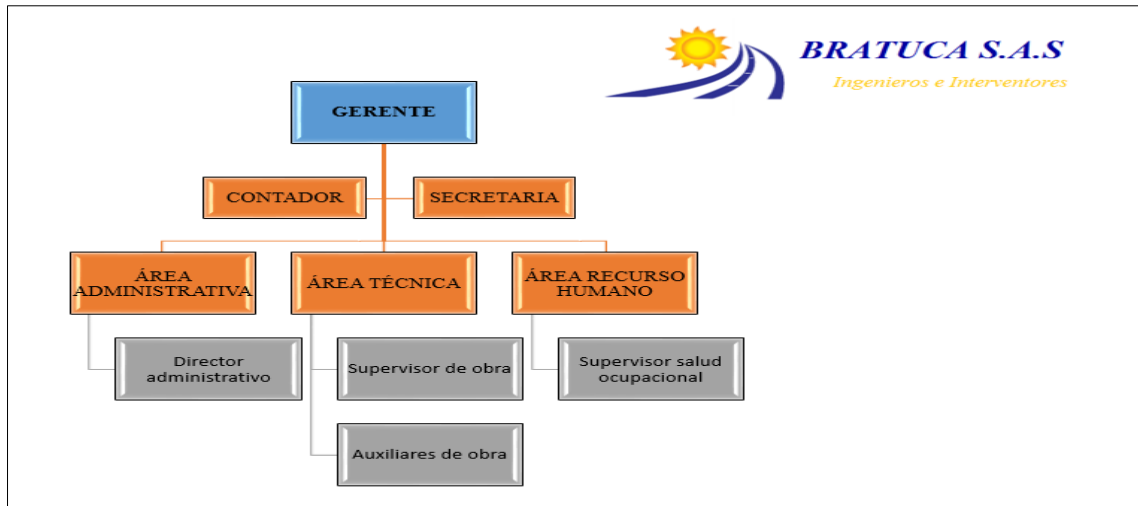 BRATUCA S.A.S
Ingenieros e Interventores
GERENTE
CONTADOR
SECRETARIA
ÁREA
ADMINISTRATIVA
ÁREA TÉCNICA
ÁREA RECURSO
HUMANO
Director
administrativo
Supervisor de obra
Supervisor salud
ocupacional
Auxiliares de obra